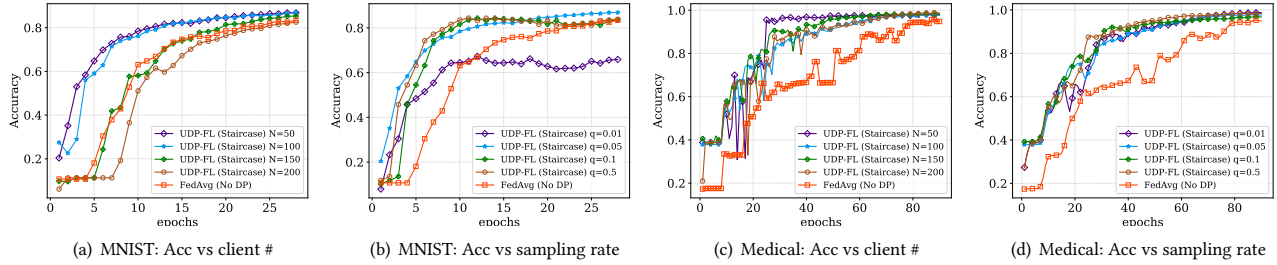 Accuracy
0.8
0.6
0.4
0.2
0
5
10
15
20
25
epochs
UDP-FL (Staircase) N=50
UDP-FL (Staircase) N=100
UDP-FL (Staircase) N=150
UDP-FL (Staircase) N=200
FedAvg (No DP)
(a) MNIST: Acc vs client #
Accuracy
0.8
0.6
0.4
0.2
0
5
10
15
20
25
epochs
UDP-FL (Staircase) q=0.01
UDP-FL (Staircase) q=0.05
UDP-FL (Staircase) q=0.1
UDP-FL (Staircase) q=0.5
FedAvg (No DP)
(b) MNIST: Acc vs sampling rate
Accuracy
1.0
0.8
0.6
0.4
0.2
0
20
40
60
80
epochs
UDP-FL (Staircase) N=50
UDP-FL (Staircase) N=100
UDP-FL (Staircase) N=150
UDP-FL (Staircase) N=200
FedAvg (No DP)
(c) Medical: Acc vs client #
Accuracy
1.0
0.8
0.6
0.4
0.2
0
20
40
60
80
epochs
UDP-FL (Staircase) q=0.01
UDP-FL (Staircase) q=0.05
UDP-FL (Staircase) q=0.1
UDP-FL (Staircase) q=0.5
FedAvg (No DP)
(d) Medical: Acc vs sampling rate